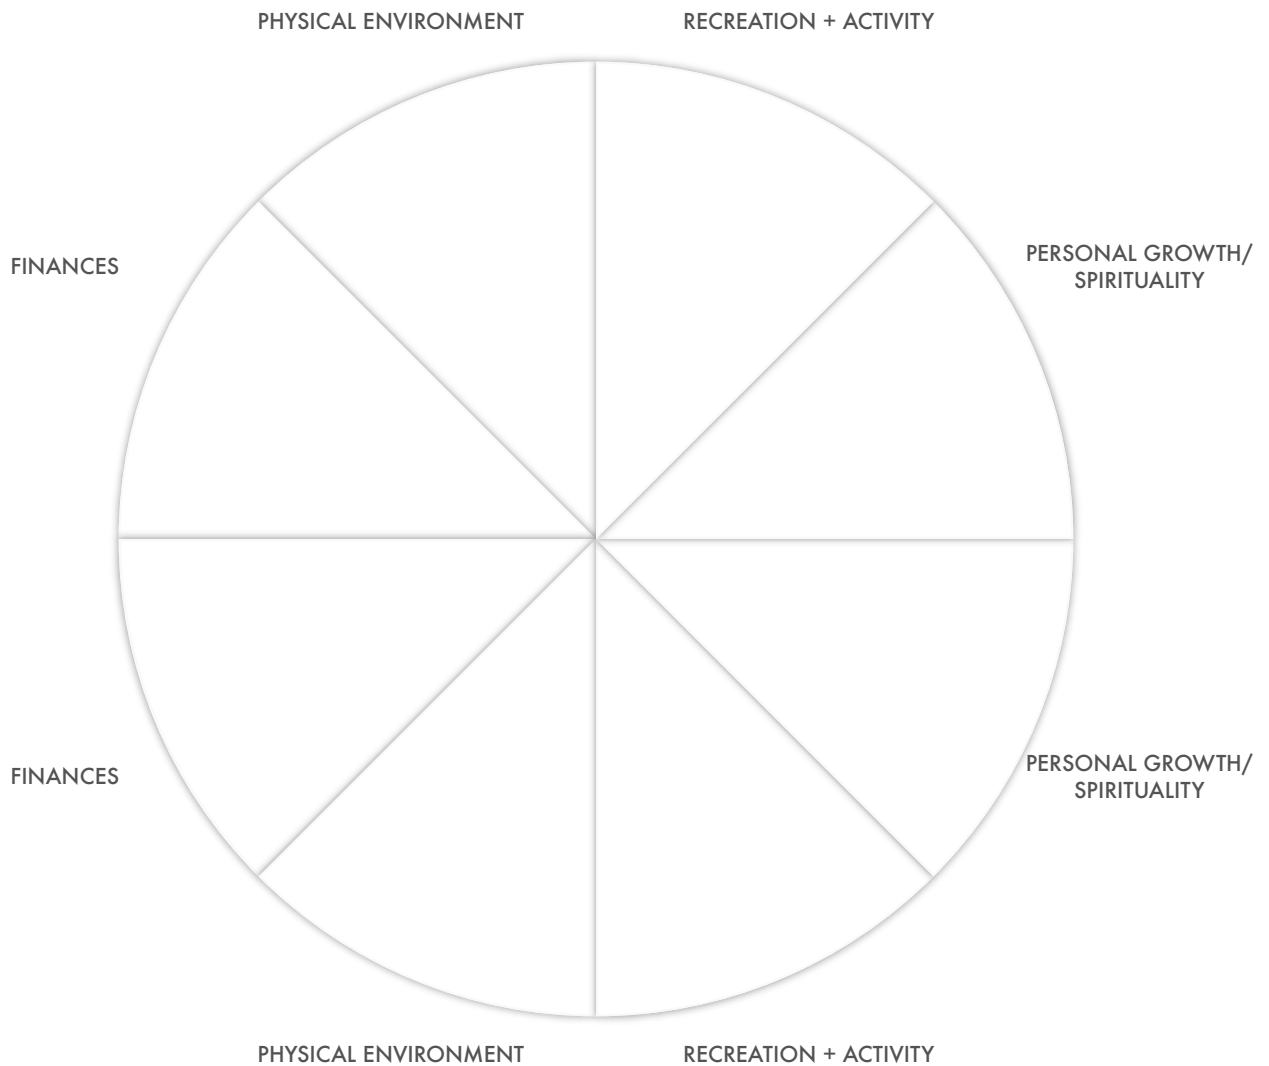 PHYSICAL ENVIRONMENT
RECREATION + ACTIVITY
FINANCES
PERSONAL GROWTH/
SPIRITUALITY
FINANCES
PERSONAL GROWTH/
SPIRITUALITY
PHYSICAL ENVIRONMENT
RECREATION + ACTIVITY